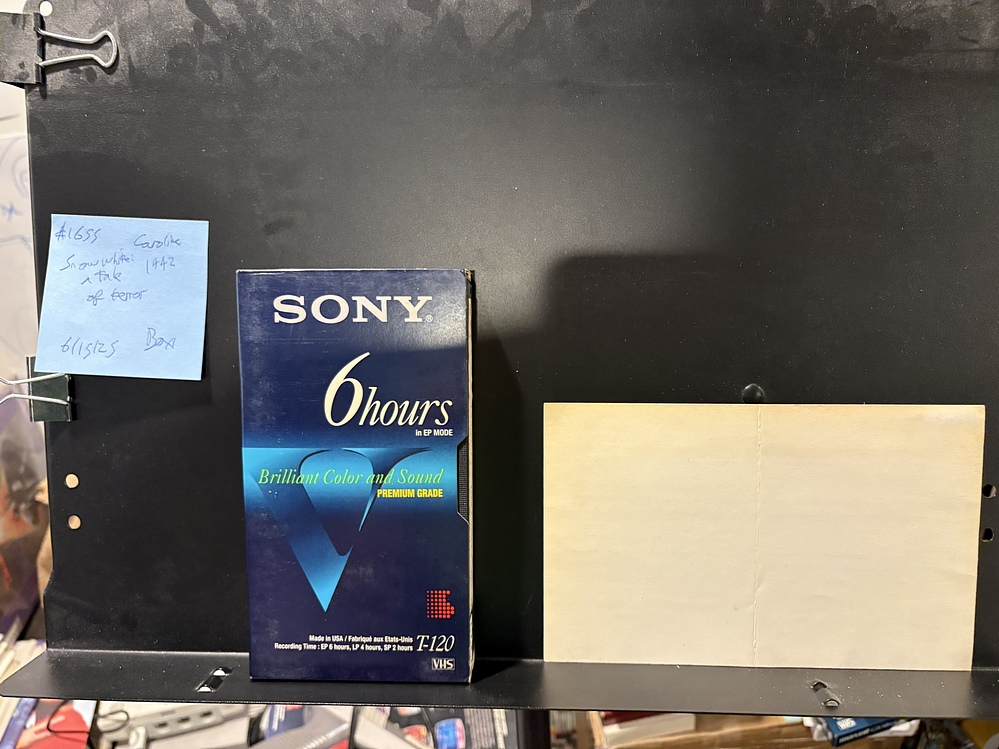 #1655
Snow White:
a tale
of terror
1942
6/15/25
Box
SONY®
6hours
in EP MODE
Brilliant Color and Sound
PREMIUM GRADE
Made in USA / Fabriqué aux Etats-Unis
Recording Time : EP 6 hours, LP 4 hours, SP 2 hours
T-120
VHS